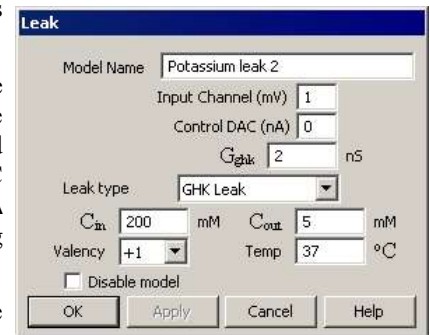 Leak
Model Name Potassium leak 2
Input Channel (mV) 1
Control DAC (nA) 0
Gghk 2 nS
Leak type GHK Leak
Cin 200 mM Cout 5 mM
Valency +1 Temp 37 °C
Disable model
OK Apply Cancel Help